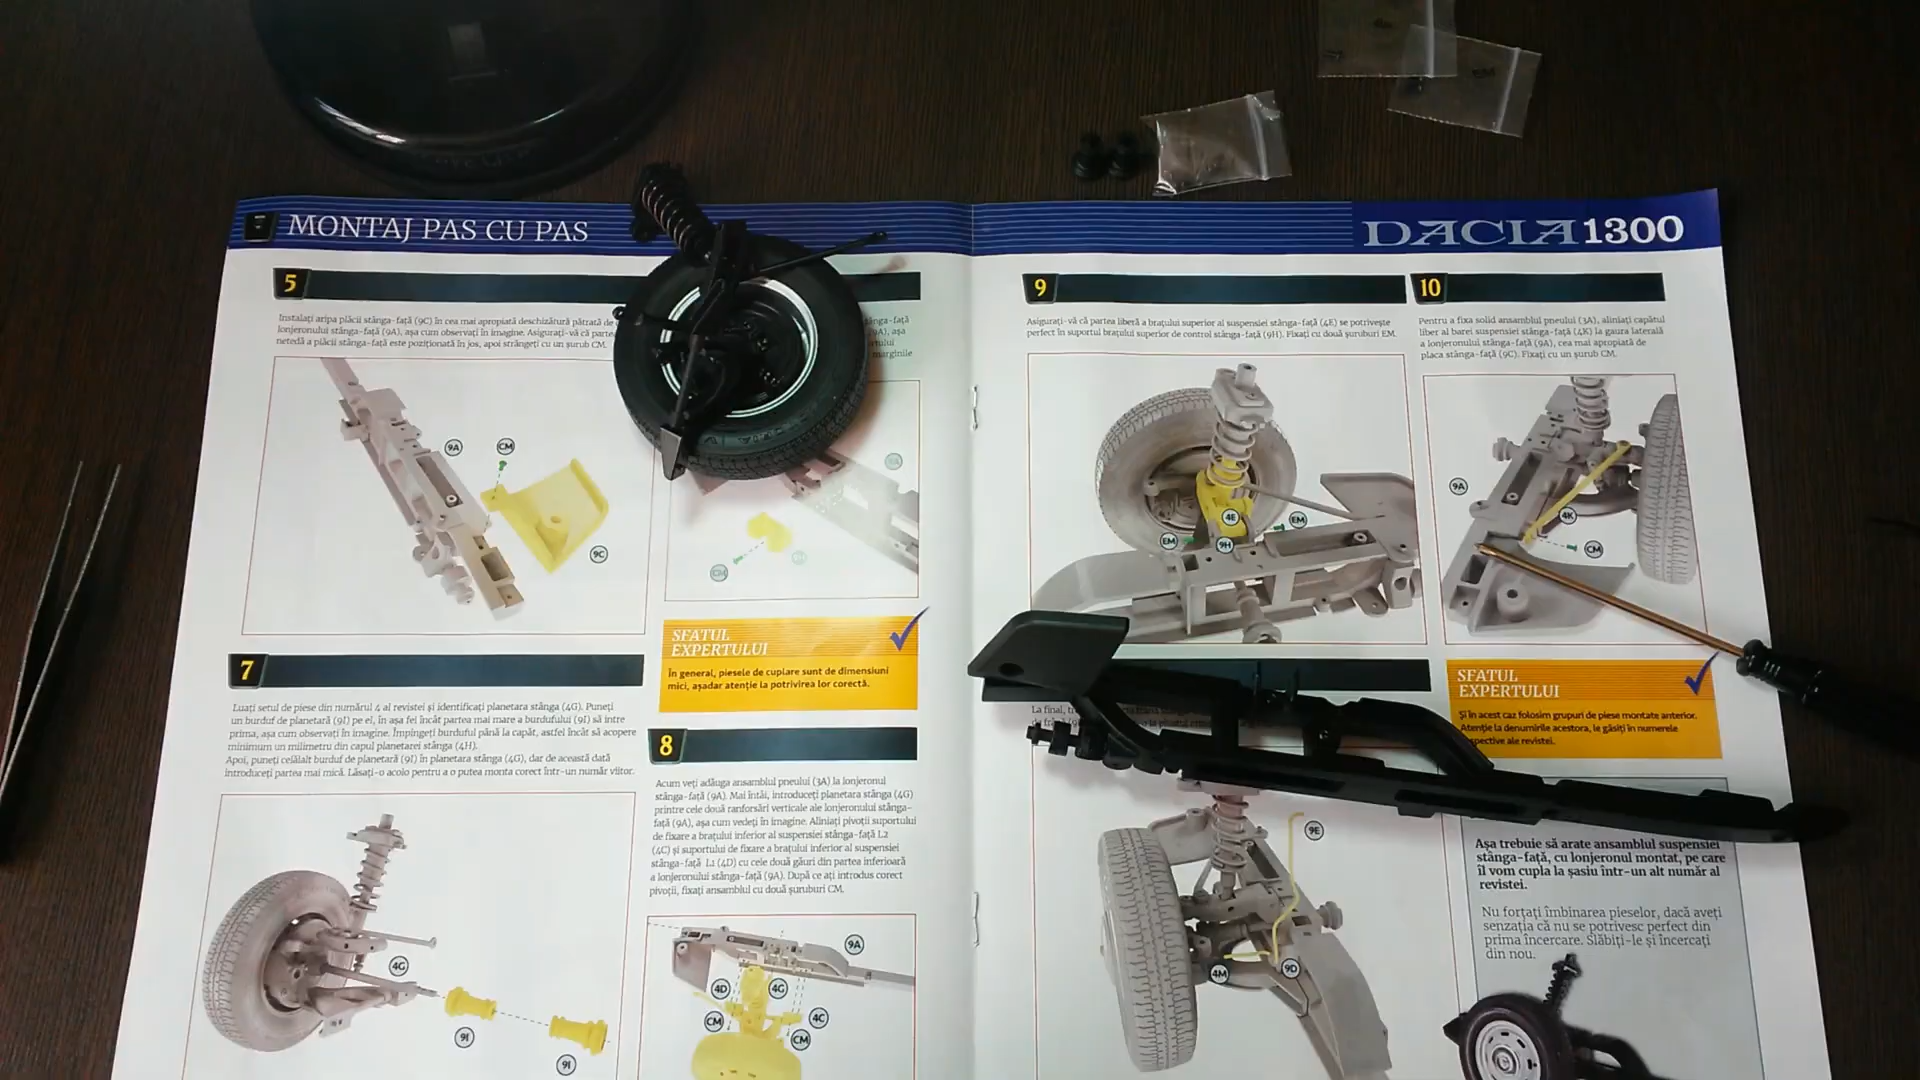 MONTAJ PAS CU PAS
5
Instalați aripa plăcii stânga-față (9C) în cea mai apropiată deschizătură pătrată de
lonjeronului stânga-față (9A), așa cum observați în imagine. Asigurați-vă că partea
netedă a plăcii stânga-față este poziționată în jos, apoi strângeți cu un șurub CM.
9A
CM
9C
stânga-față
9A), așa
marginile
9A
CM
SFATUL
EXPERTULUI
În general, piesele de cuplare sunt de dimensiuni
mici, așadar atenție la potrivirea lor corectă.
7
Luați setul de piese din numărul 4 al revistei și identificați planetara stânga (4G). Puneți
un burduf de planetară (9I) pe ei, în așa fel încât partea mai mare a burdufului (9I) să intre
prima, așa cum observați în imagine. Împingeți burduful până la capăt, astfel încât să acopere
minimum un milimetru din capul planetarei stânga (4H).
Apoi, puneți celălalt burduf de planetară (9I) în planetara stânga (4G), dar de această dată
introduceți partea mai mică. Lăsați-o acolo pentru a o putea monta corect într-un număr viitor.
4G
9I
9I
8
Acum veți adăuga ansamblul pneului (3A) la lonjeronul
stânga-față (9A). Mai întâi, introduceți planetara stânga (4G)
printre cele două ranforsări verticale ale lonjeronului stânga-
față (9A), așa cum vedeți în imagine. Aliniați pivoții suportului
de fixare a brațului inferior al suspensiei stânga-față L2
(4C) și suportului de fixare a brațului inferior al suspensiei
stânga-față L1 (4D) cu cele două găuri din partea inferioară
a lonjeronului stânga-față (9A). După ce ați introdus corect
pivoții, fixați ansamblul cu două șuruburi CM.
9A
4D
4G
CM
4C
CM
DACIA 1300
9
Asigurați-vă că partea liberă a brațului superior al suspensiei stânga-față (4E) se potrivește
perfect în suportul brațului superior de control stânga-față (9H). Fixați cu două șuruburi EM.
4E
EM
EM
9H
10
Pentru a fixa solid ansamblul pneului (3A), aliniați capătul
liber al barei suspensiei stânga-față (4K) la gaura laterală
a lonjeronului stânga-față (9A), cea mai apropiată de
placa stânga-față (9C). Fixați cu un șurub CM.
9A
4K
CM
SFATUL
EXPERTULUI
Și în acest caz folosim grupuri de piese montate anterior.
Atenție la denumirile acestora, le găsiți în numerele
respective ale revistei.
La final,
9E
4M
9D
Așa trebuie să arate ansamblul suspensiei
stânga-față, cu lonjeronul montat, pe care
îl vom cupla la șasiu într-un alt număr al
revistei.
Nu forțați îmbinarea pieselor, dacă aveți
senzația că nu se potrivesc perfect din
prima încercare. Slăbiți-le și încercați
din nou.
EM